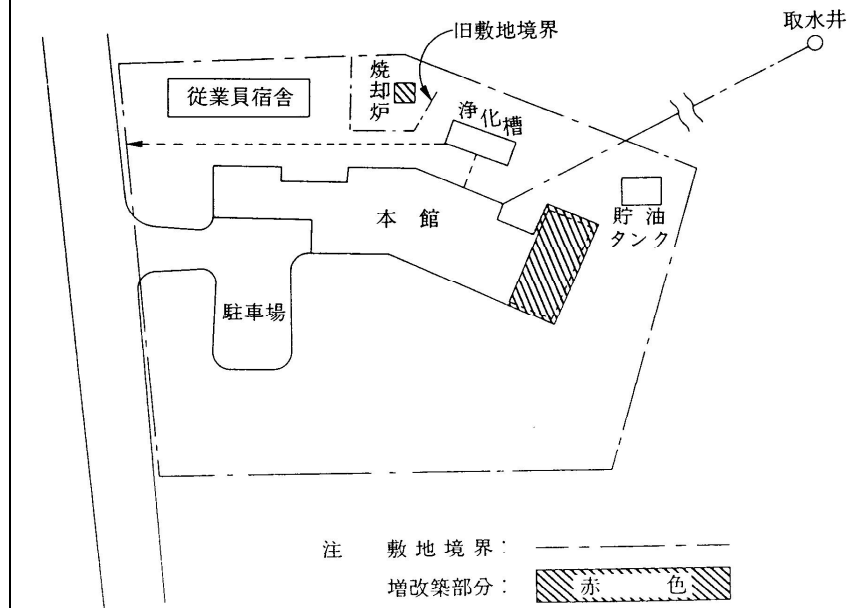 取水井
旧敷地境界
焼却炉
従業員宿舎
浄化槽
貯油
タンク
本館
駐車場
注 敷地境界:
増改築部分: 赤 色